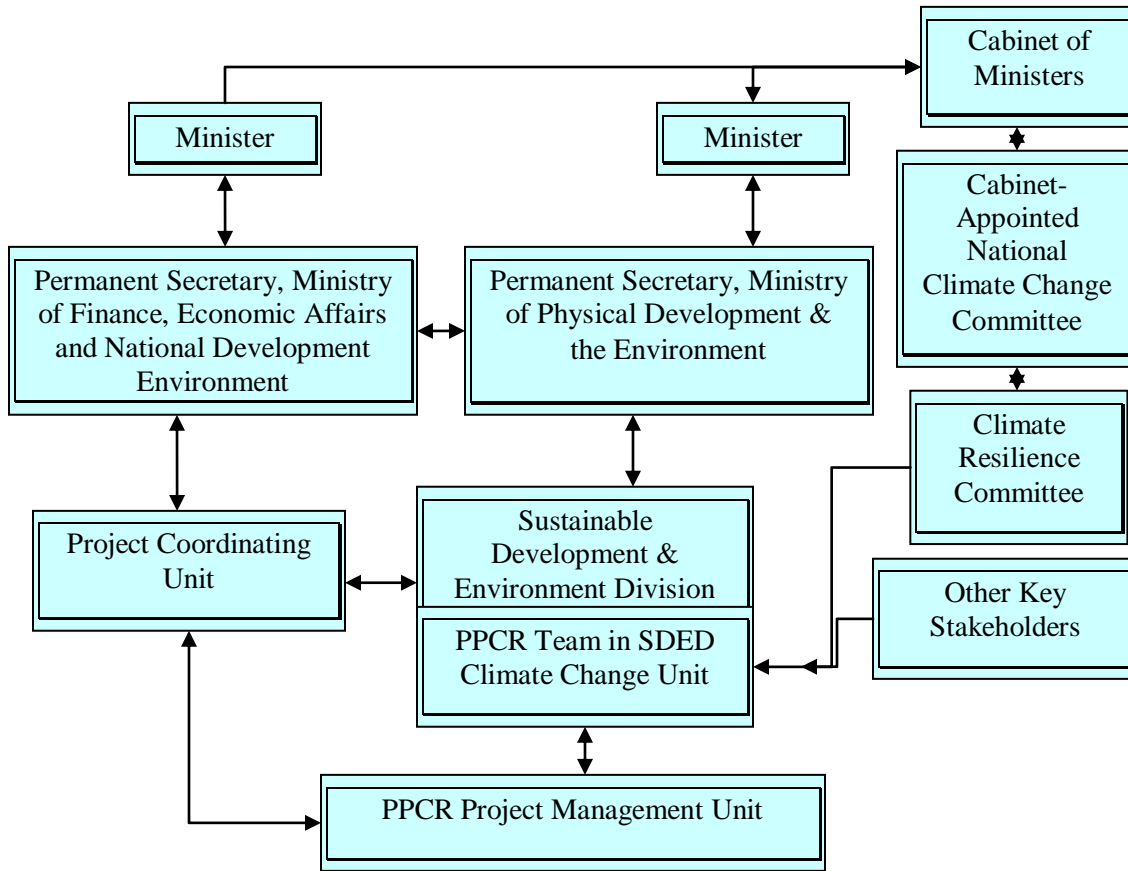 Cabinet of
Ministers
Minister
Minister
Cabinet-
Appointed
National
Climate Change
Committee
Permanent Secretary, Ministry
of Finance, Economic Affairs
and National Development
Environment
Permanent Secretary, Ministry
of Physical Development &
the Environment
Climate
Resilience
Committee
Project Coordinating
Unit
Sustainable
Development &
Environment Division
Other Key
Stakeholders
PPCR Team in SDED
Climate Change Unit
PPCR Project Management Unit